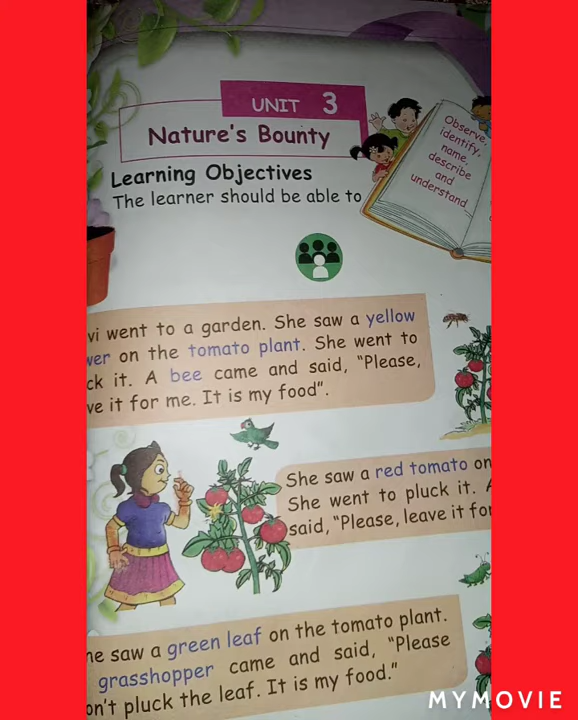 UNIT 3
Nature's Bounty
Learning Objectives
The learner should be able to
Observe,
identify,
name,
describe
and
understand
vi went to a garden. She saw a yellow
wer on the tomato plant. She went to
ck it. A bee came and said, "Please,
ve it for me. It is my food".
She saw a red tomato on
She went to pluck it. A
said, "Please, leave it for
he saw a green leaf on the tomato plant.
grasshopper came and said, "Please
on't pluck the leaf. It is my food."
MYMOVIE